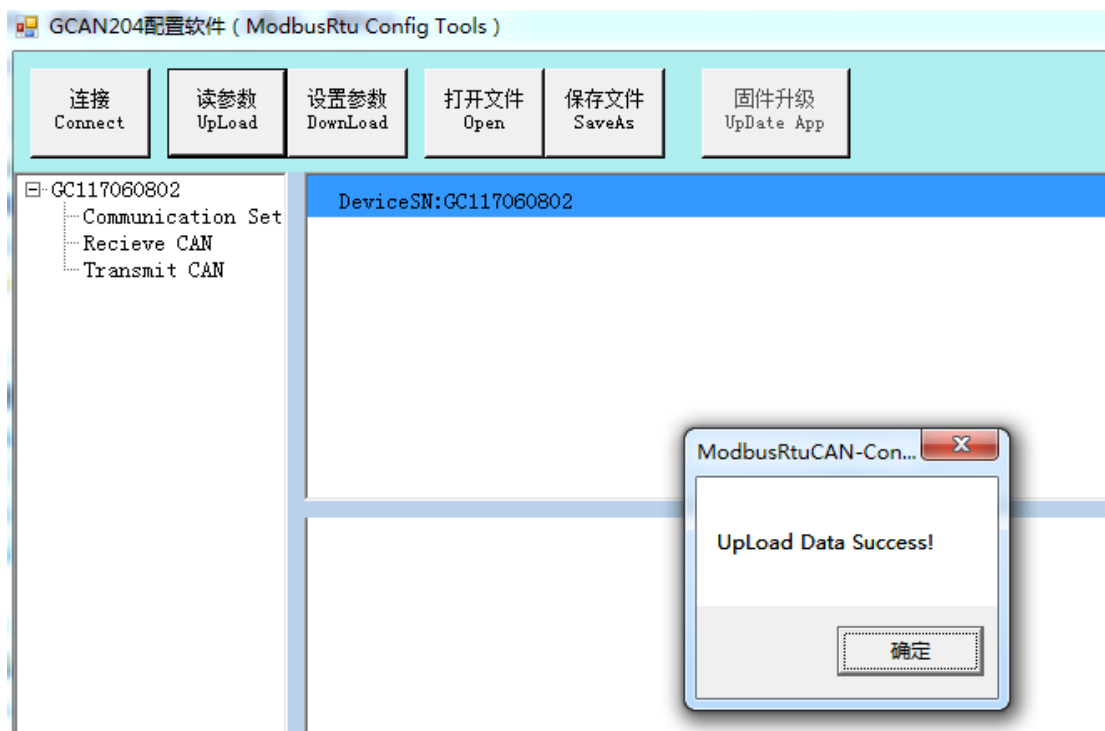 GCAN204配置软件 ( ModbusRtu Config Tools )
连接
Connect
读参数
UpLoad
设置参数
DownLoad
打开文件
Open
保存文件
SaveAs
固件升级
UpDate App
GC117060802
Communication Set
Recieve CAN
Transmit CAN
DeviceSN:GC117060802
ModbusRtuCAN-Con...
UpLoad Data Success!
确定